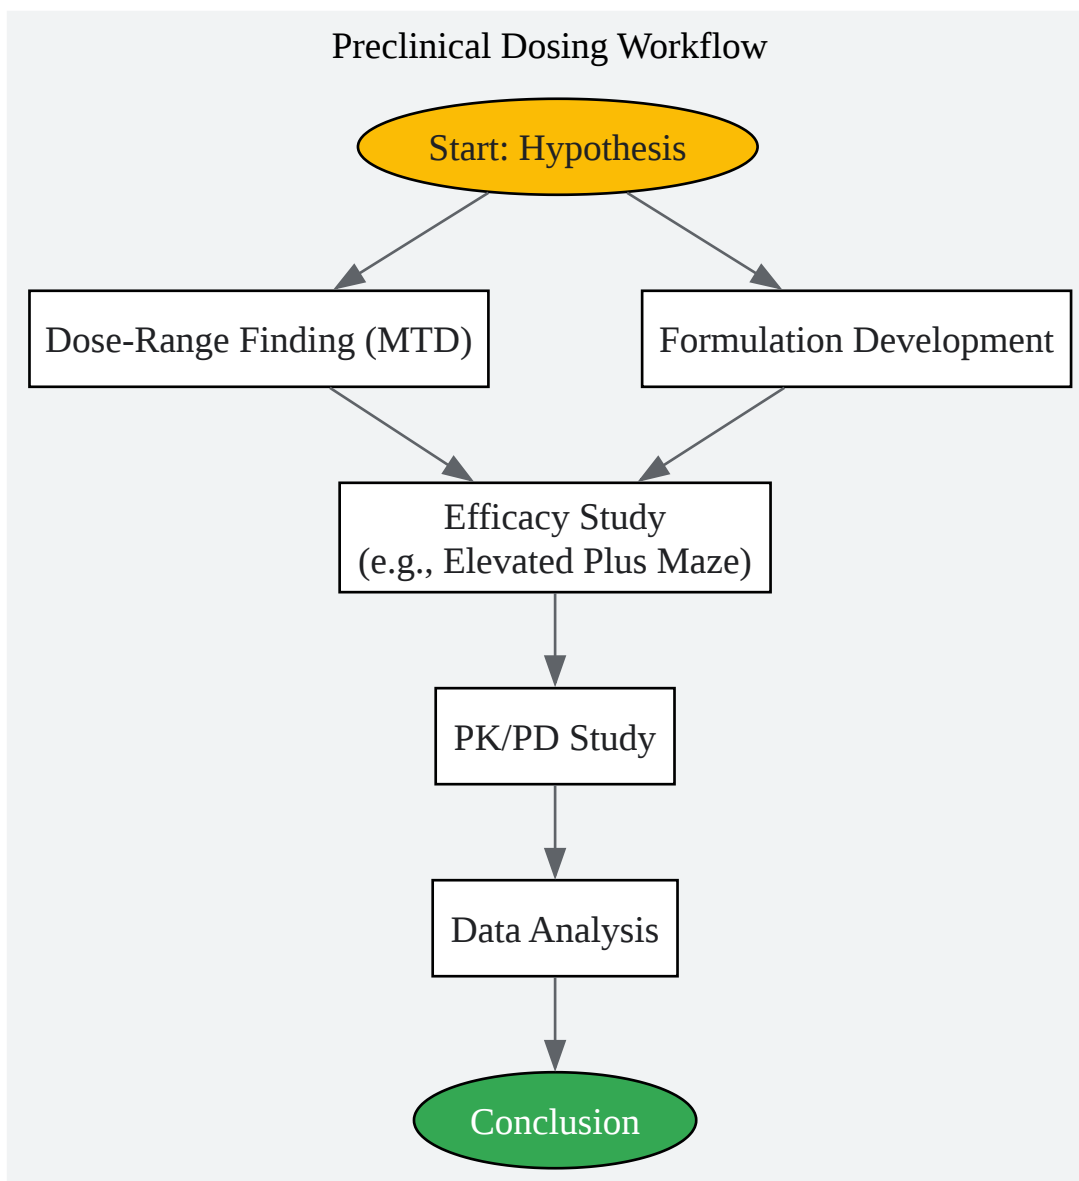 Preclinical Dosing Workflow
Start: Hypothesis
Dose-Range Finding (MTD)
Formulation Development
Efficacy Study
(e.g., Elevated Plus Maze)
PK/PD Study
Data Analysis
Conclusion